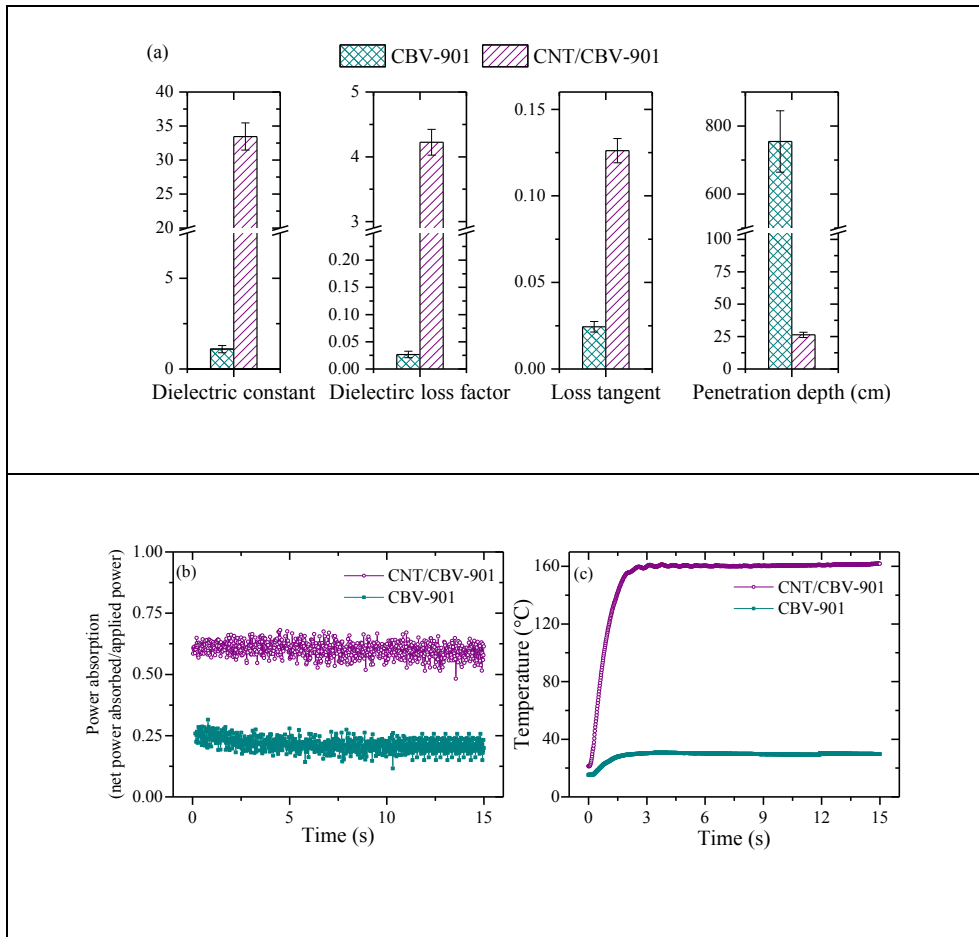 (a)
CBV-901 CNT/CBV-901
40
35
30
25
20
5
0
Dielectric constant
5
4
3
0.20
0.15
0.10
0.05
0.00
Dielectirc loss factor
0.15
0.10
0.05
0.00
Loss tangent
800
600
100
75
50
25
0
Penetration depth (cm)
(b)
CNT/CBV-901
CBV-901
Power absorption
(net power absorbed/applied power)
1.00
0.75
0.50
0.25
0.00
0 5 10 15
Time (s)
(c)
CNT/CBV-901
CBV-901
Temperature (°C)
160
120
80
40
0
0 3 6 9 12 15
Time (s)